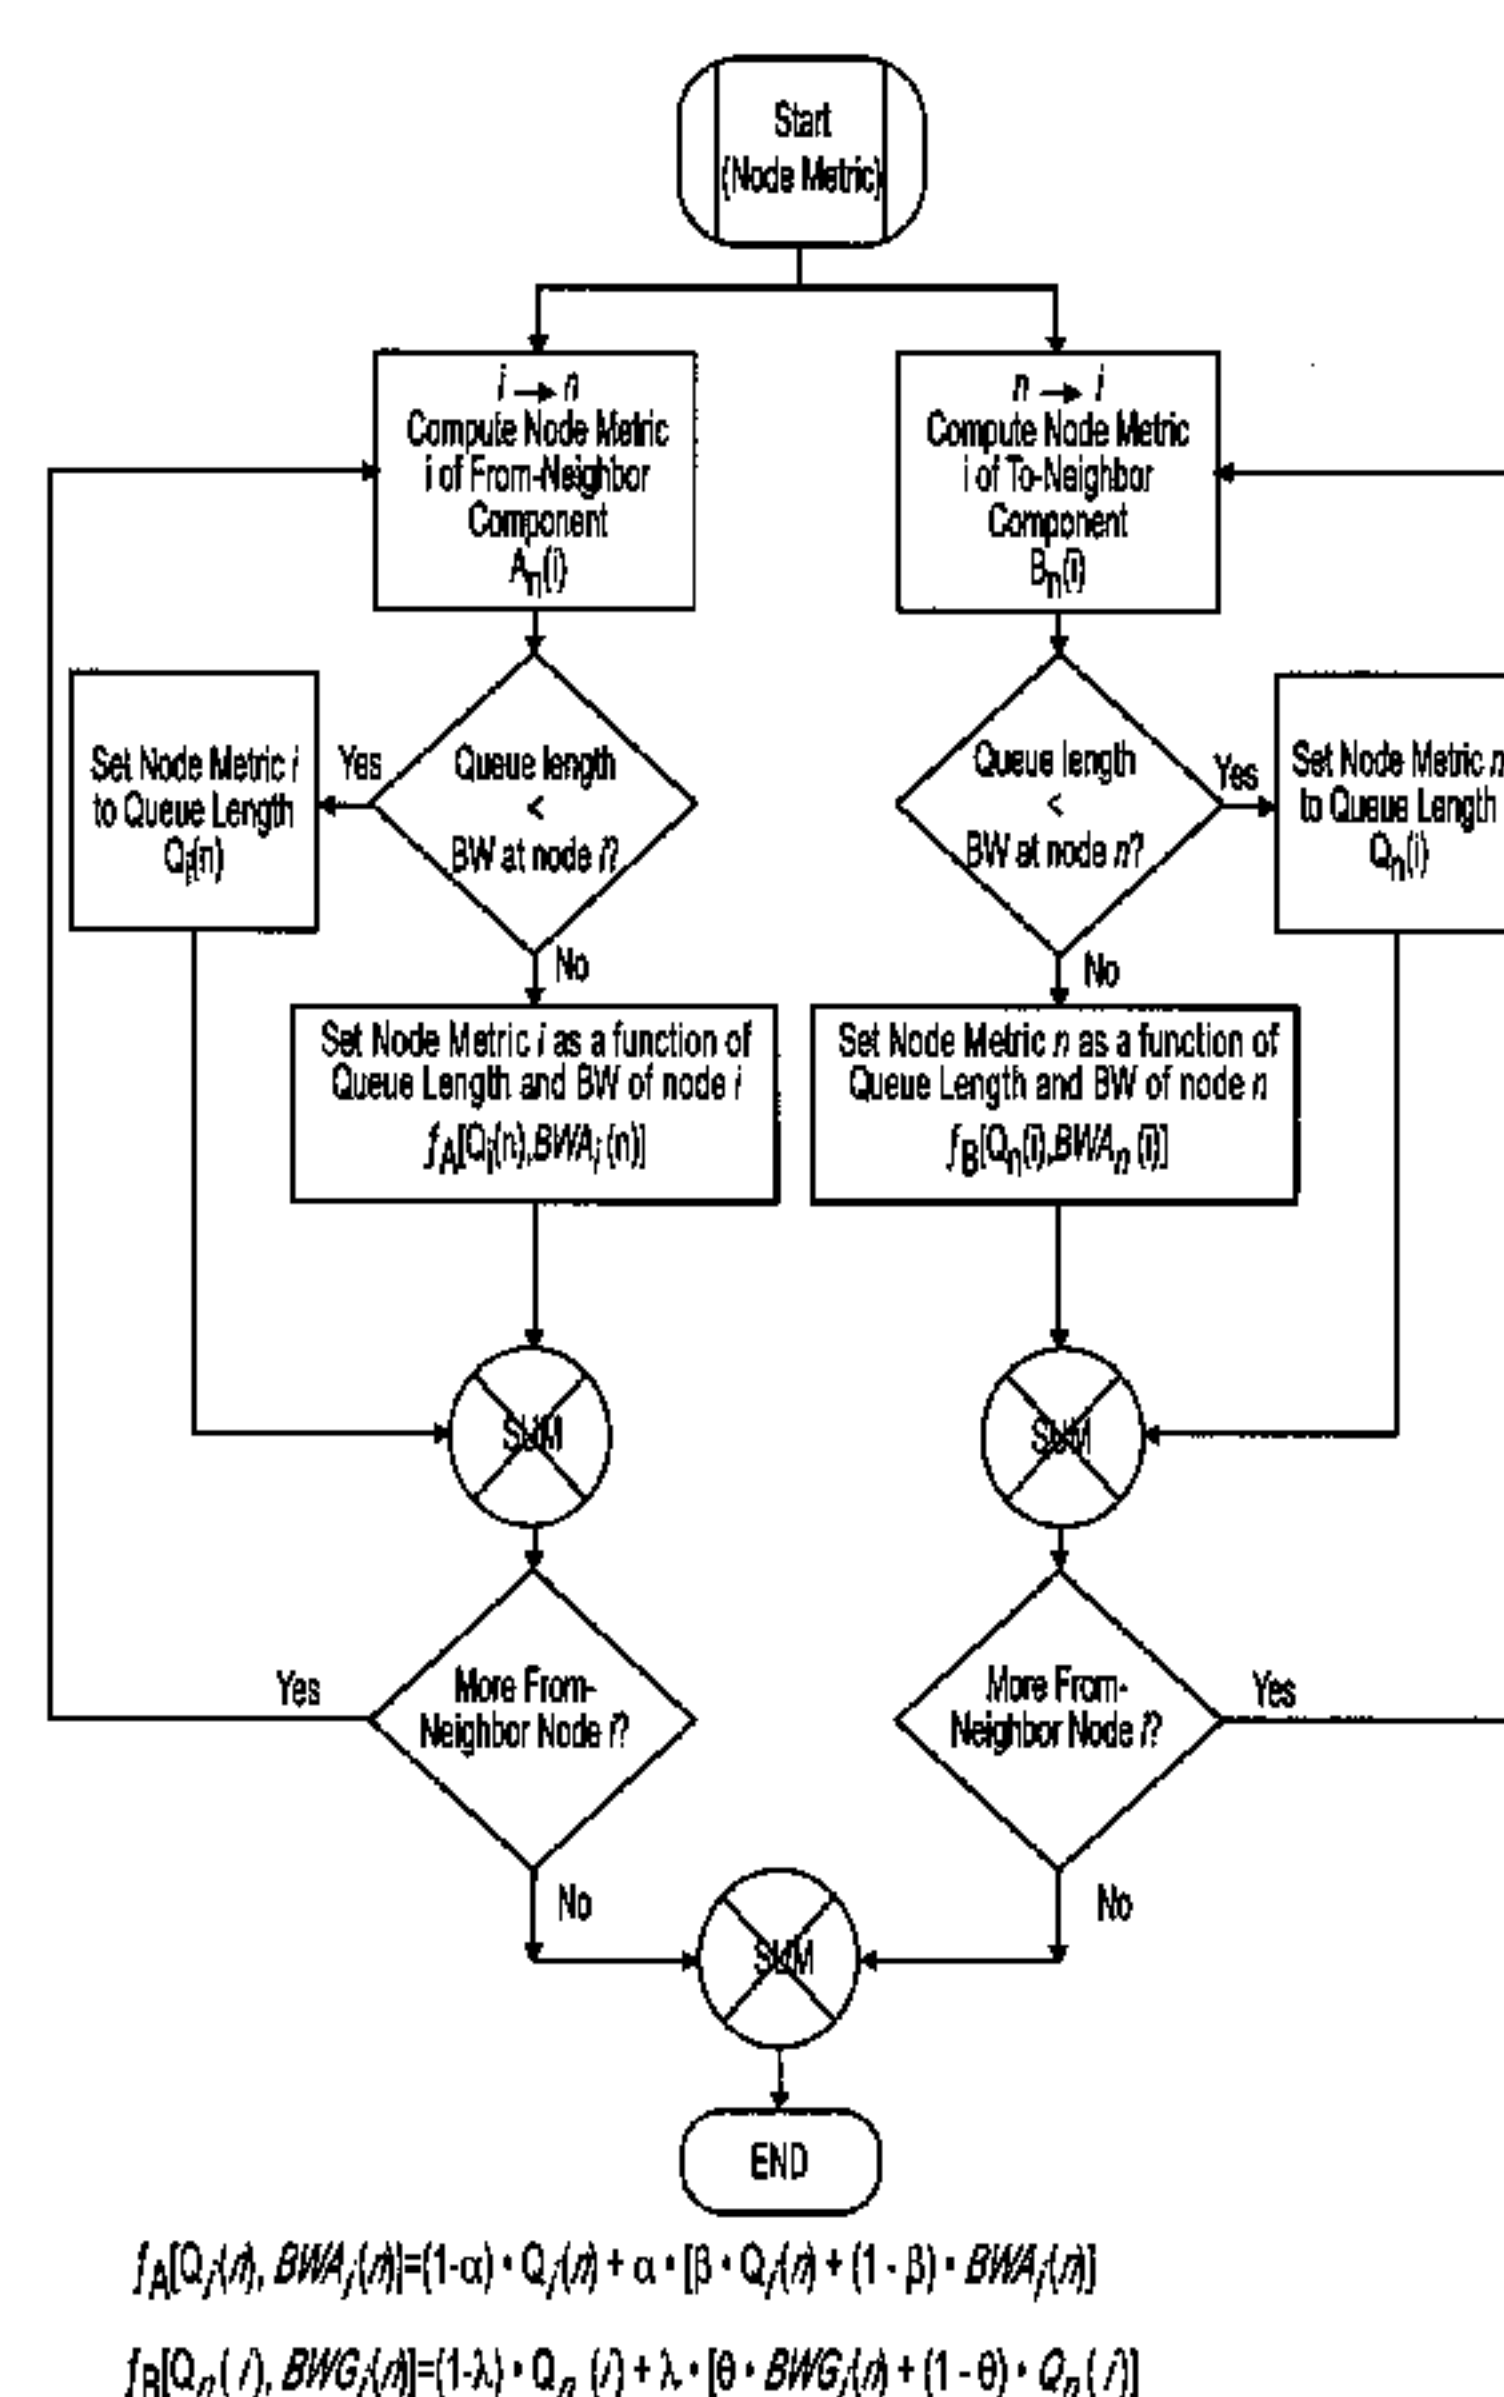 Start
(Node Metric)
i → n
Compute Node Metric
i of From-Neighbor
Component
An(i)
n → i
Compute Node Metric
i of To-Neighbor
Component
Bn(i)
Set Node Metric i
to Queue Length
Qi(n)
Yes
Queue length
<
BW at node i?
No
Queue length
<
BW at node n?
Yes
No
Set Node Metric n
to Queue Length
Qn(i)
Set Node Metric i as a function of
Queue Length and BW of node i
fA[Qi(n),BWAi (n)]
Set Node Metric n as a function of
Queue Length and BW of node n
fB[Qn(i),BWAn (i)]
SUM
SUM
Yes
More From-
Neighbor Node i?
No
More From-
Neighbor Node i?
Yes
No
SUM
END
fA[Qi(n), BWAi(n)]=(1-α) • Qi(n) + α • [β • Qi(n) + (1 - β) • BWAi(n)]
fB[Qn(i), BWGi(n)]=(1-λ) • Qn (i) + λ • [θ • BWGi(n) + (1 - θ) • Qn(i)]